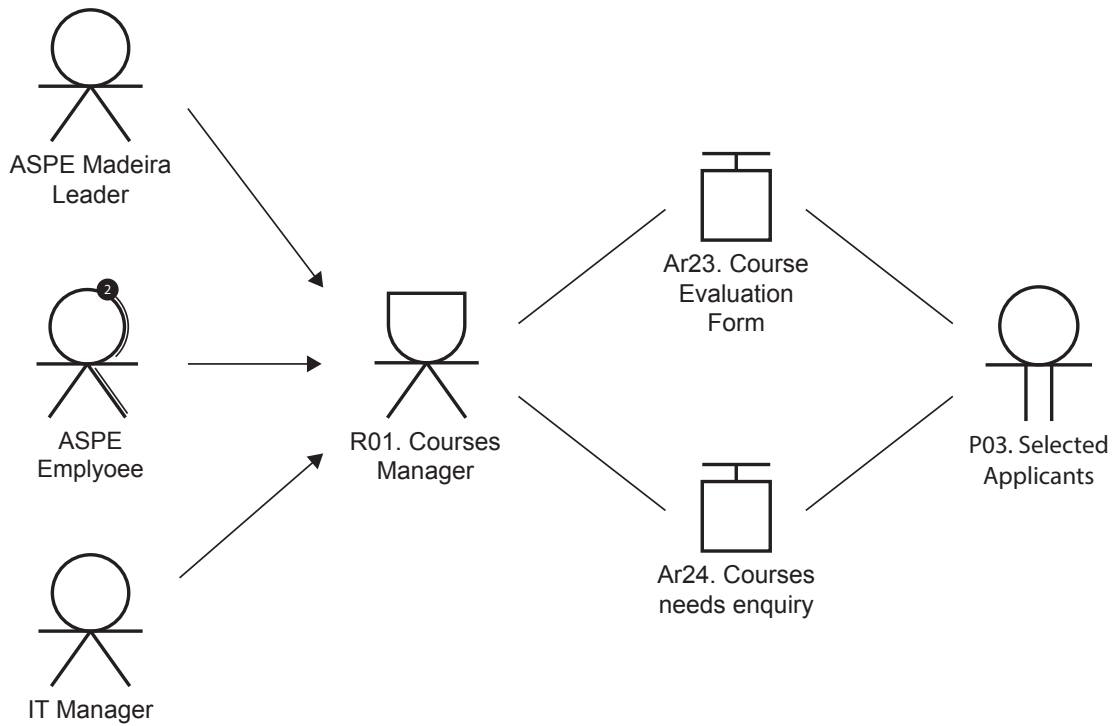 ASPE Madeira
Leader
2
ASPE
Emplyoee
IT Manager
R01. Courses
Manager
Ar23. Course
Evaluation
Form
Ar24. Courses
needs enquiry
P03. Selected
Applicants